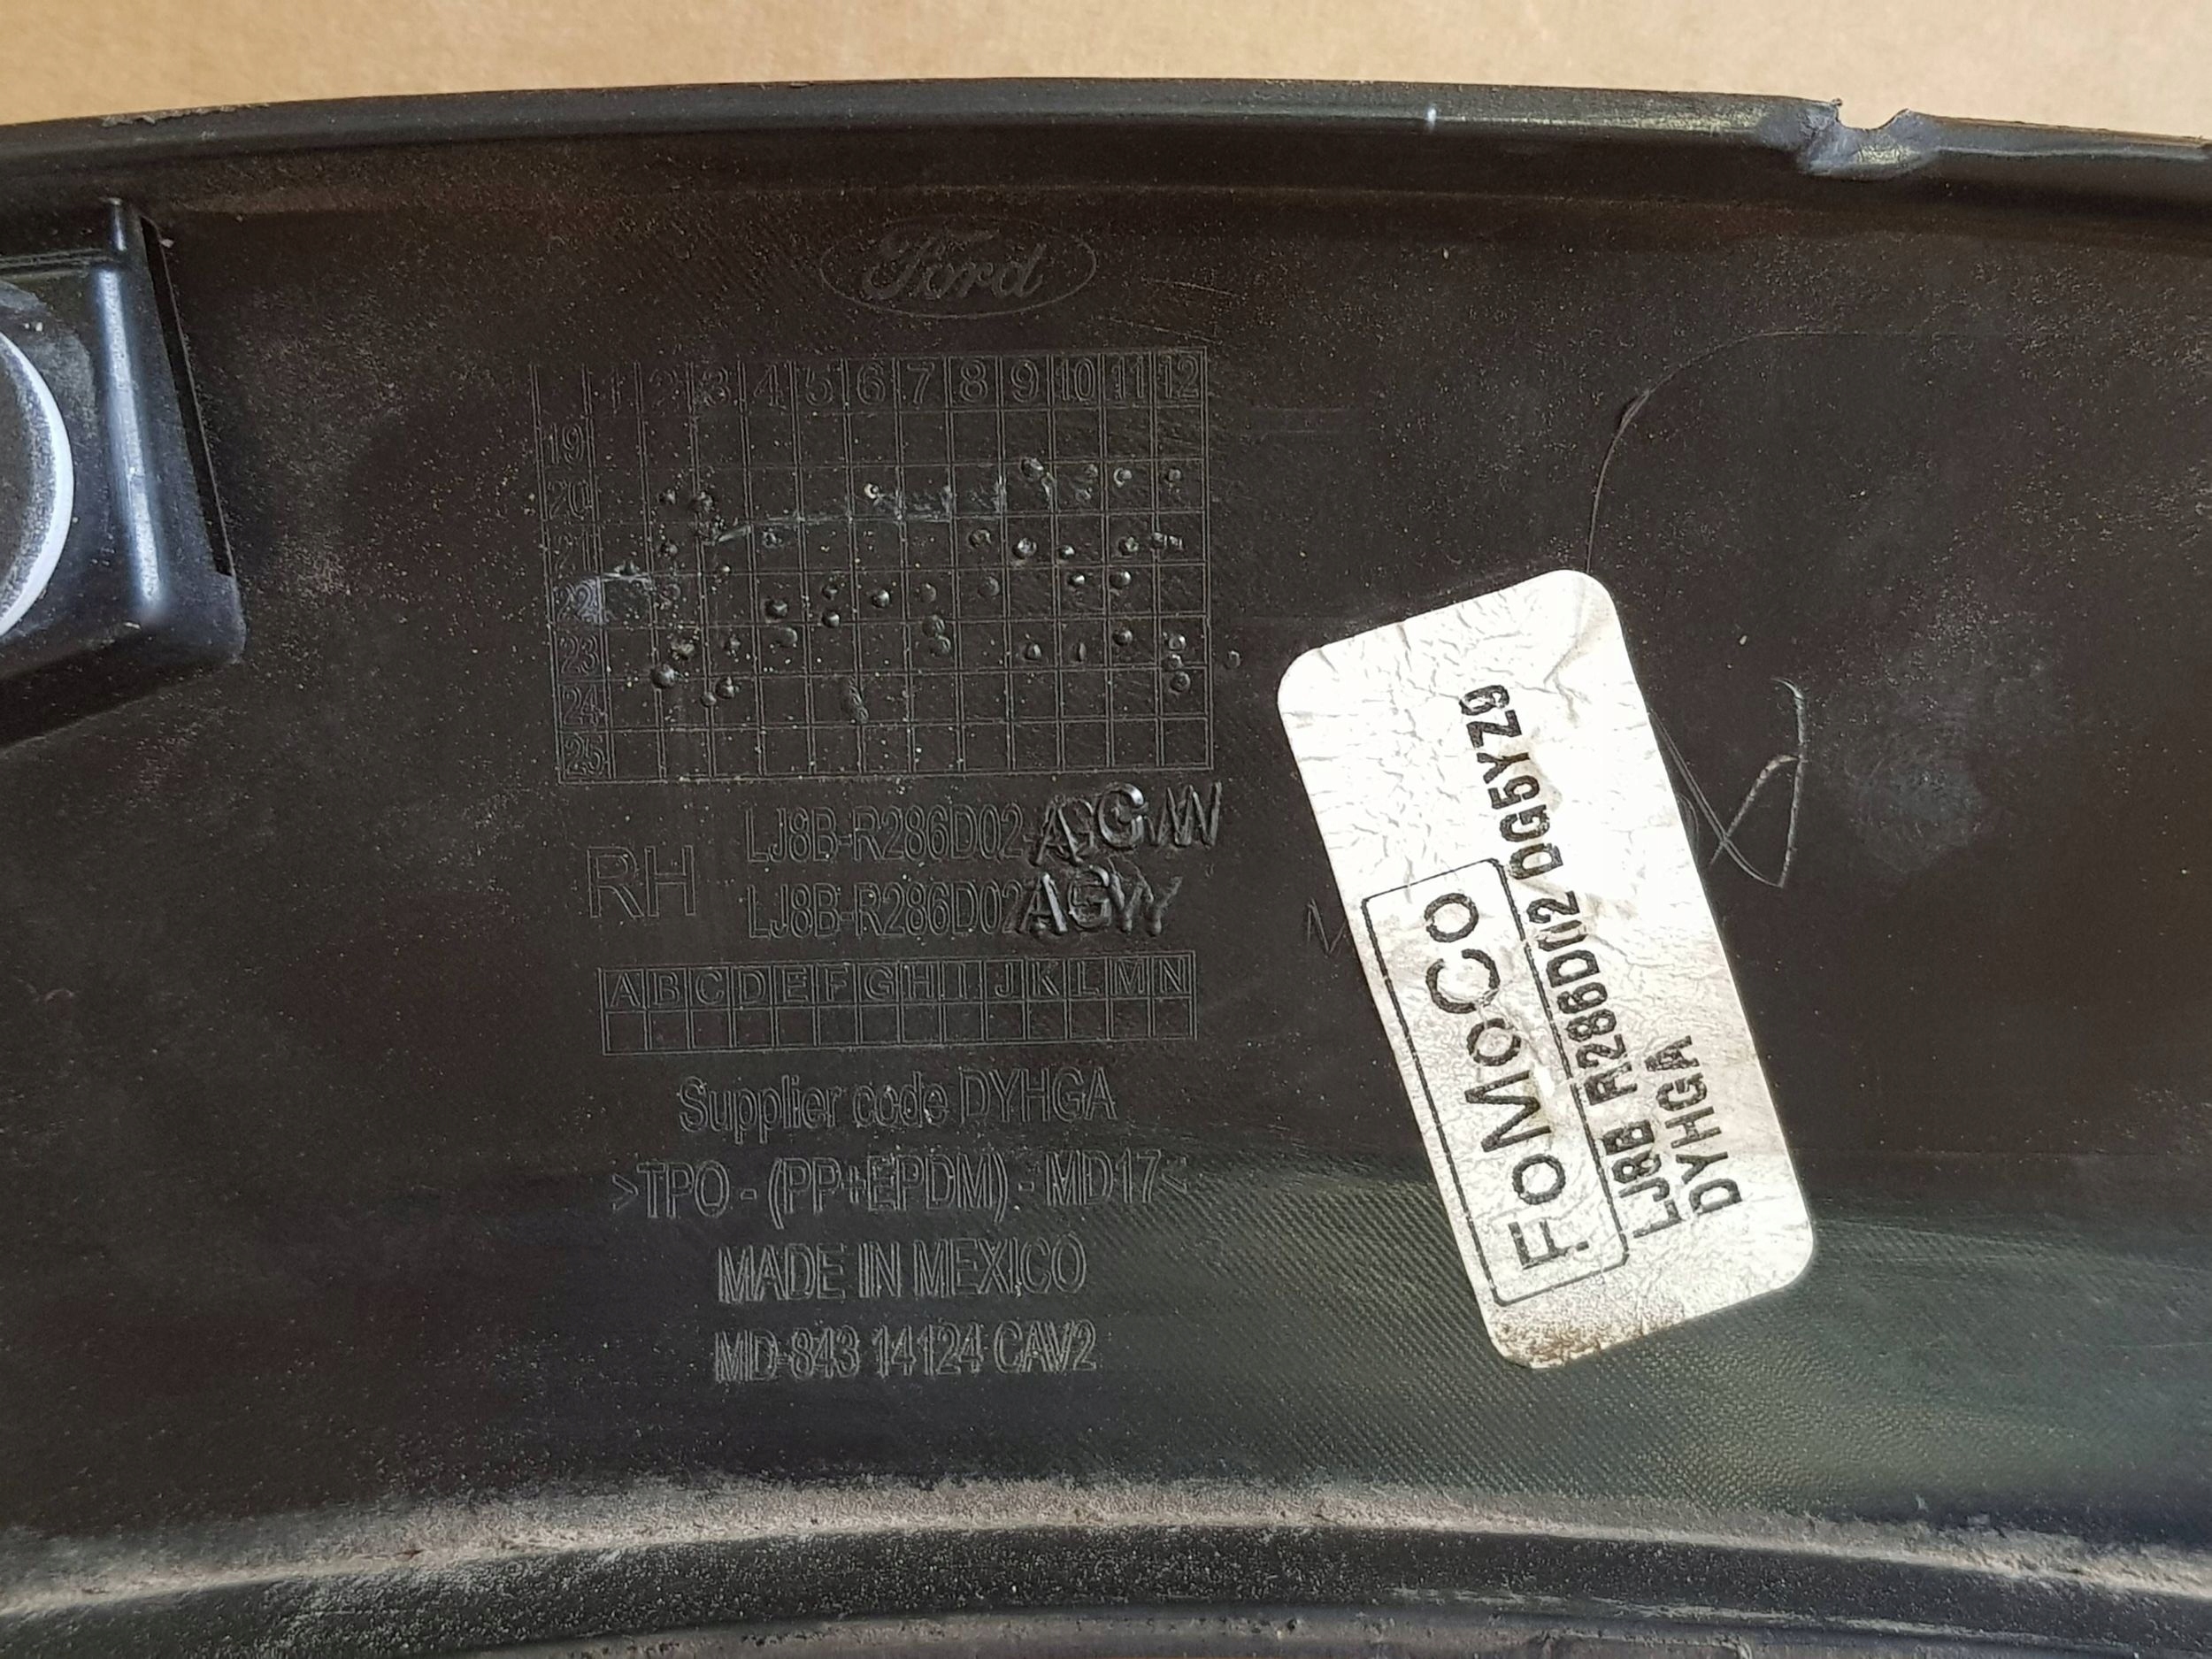 Ford
1 2 3 4 5 6 7 8 9 10 11 12
19
20
21
22
23
24
25
RH
LJ8B-R286D02-AGW
LJ8B-R286D02 AGW
A B C D E F G H I J K L M N
Supplier code DYHGA
>TPO - (PP+EPDM) - MD17<
MADE IN MEXICO
MD-843 14124 CAV2
FoMoCo
LJ8B R286D02 DG5YZ9
DYHGA